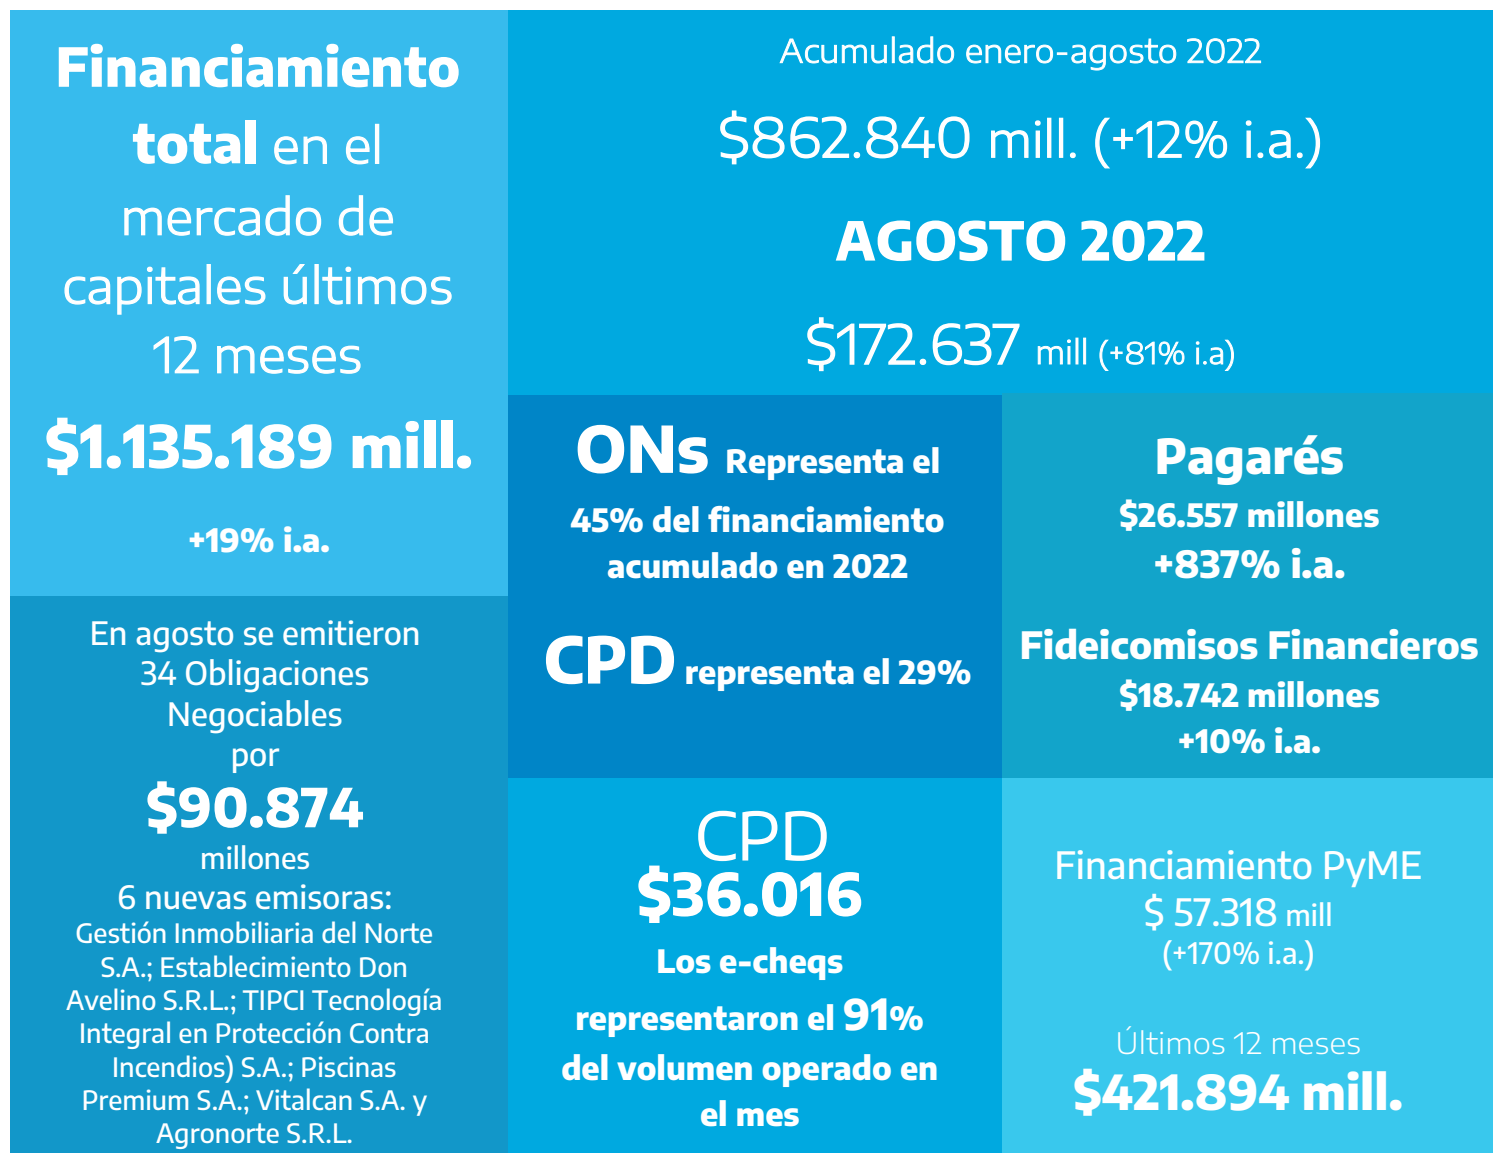 Financiamiento
total en el
mercado de
capitales últimos
12 meses
$1.135.189 mill.
+19% i.a.
Acumulado enero-agosto 2022
$862.840 mill. (+12% i.a.)
AGOSTO 2022
$172.637 mill (+81% i.a)
ONs Representa el
45% del financiamiento
acumulado en 2022
CPD representa el 29%
Pagarés
$26.557 millones
+837% i.a.
Fideicomisos Financieros
$18.742 millones
+10% i.a.
En agosto se emitieron
34 Obligaciones
Negociables
por
$90.874
millones
6 nuevas emisoras:
Gestión Inmobiliaria del Norte
S.A.; Establecimiento Don
Avelino S.R.L.; TIPCI Tecnología
Integral en Protección Contra
Incendios) S.A.; Piscinas
Premium S.A.; Vitalcan S.A. y
Agronorte S.R.L.
CPD
$36.016
Los e-cheqs
representaron el 91%
del volumen operado en
el mes
Financiamiento PyME
$ 57.318 mill
(+170% i.a.)
Últimos 12 meses
$421.894 mill.